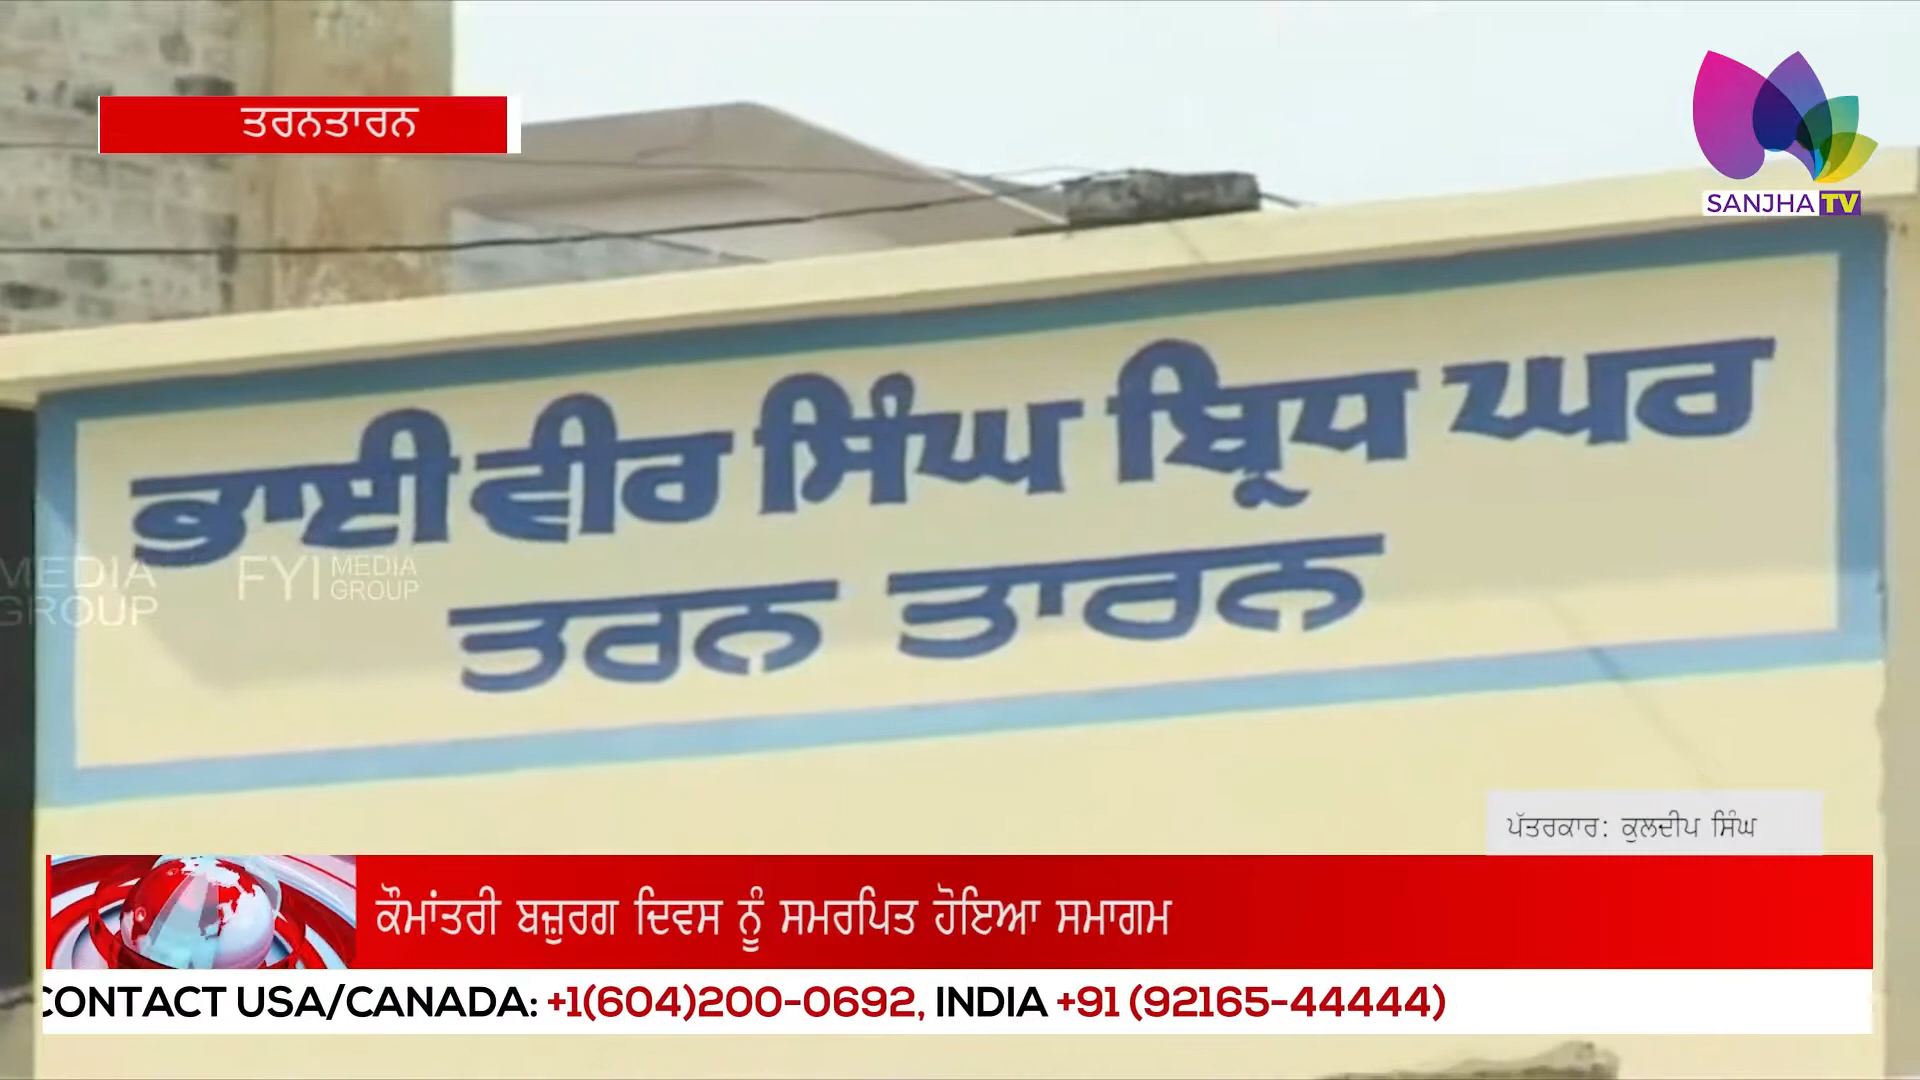 ਤਰਨਤਾਰਨ
SANJHA TV
ਭਾਈ ਵੀਰ ਸਿੰਘ ਬ੍ਰਿਧ ਘਰ
ਤਰਨ ਤਾਰਨ
MEDIA GROUP
FYI MEDIA GROUP
ਪੱਤਰਕਾਰ: ਕੁਲਦੀਪ ਸਿੰਘ
ਕੌਮਾਂਤਰੀ ਬਜ਼ੁਰਗ ਦਿਵਸ ਨੂੰ ਸਮਰਪਿਤ ਹੋਇਆ ਸਮਾਗਮ
CONTACT USA/CANADA: +1(604)200-0692, INDIA +91 (92165-44444)